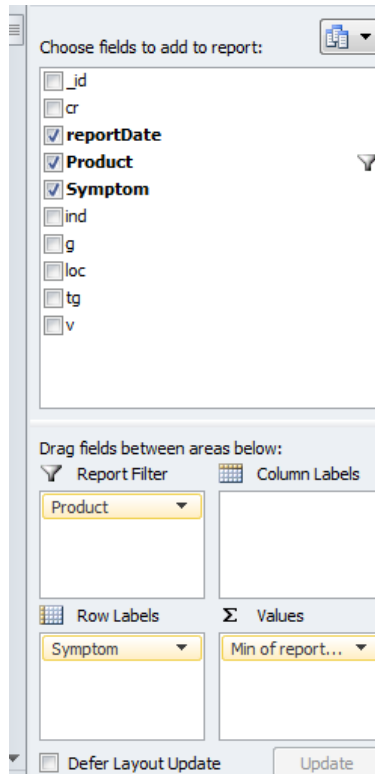 Choose fields to add to report:
_id
cr
reportDate
Product
Symptom
ind
g
loc
tg
v
Drag fields between areas below:
Report Filter
Column Labels
Product
Row Labels
Σ Values
Symptom
Min of report...
Defer Layout Update
Update